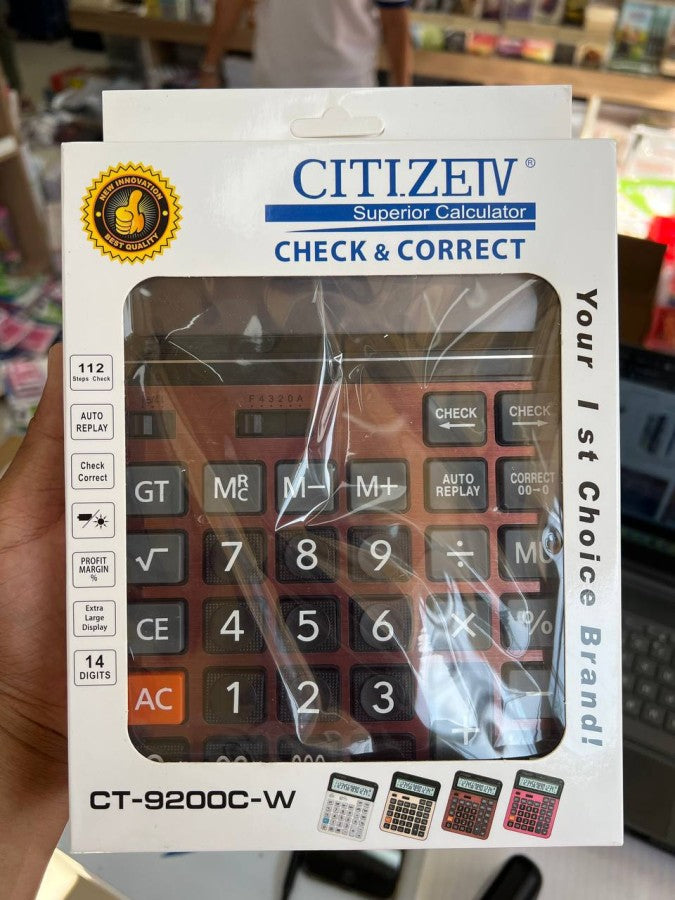 NEW INNOVATION
BEST QUALITY
CITI.ZEIV®
Superior Calculator
CHECK & CORRECT
Your 1st Choice Brand!
112
Steps Check
AUTO
REPLAY
Check
Correct
PROFIT
MARGIN
%
Extra
Large
Display
14
DIGITS
F4320A
CHECK CHECK
GT MRC M− M+ AUTO REPLAY CORRECT 00→0
√ 7 8 9 ÷ MU
CE 4 5 6 × %
AC 1 2 3
+
CT-9200C-W